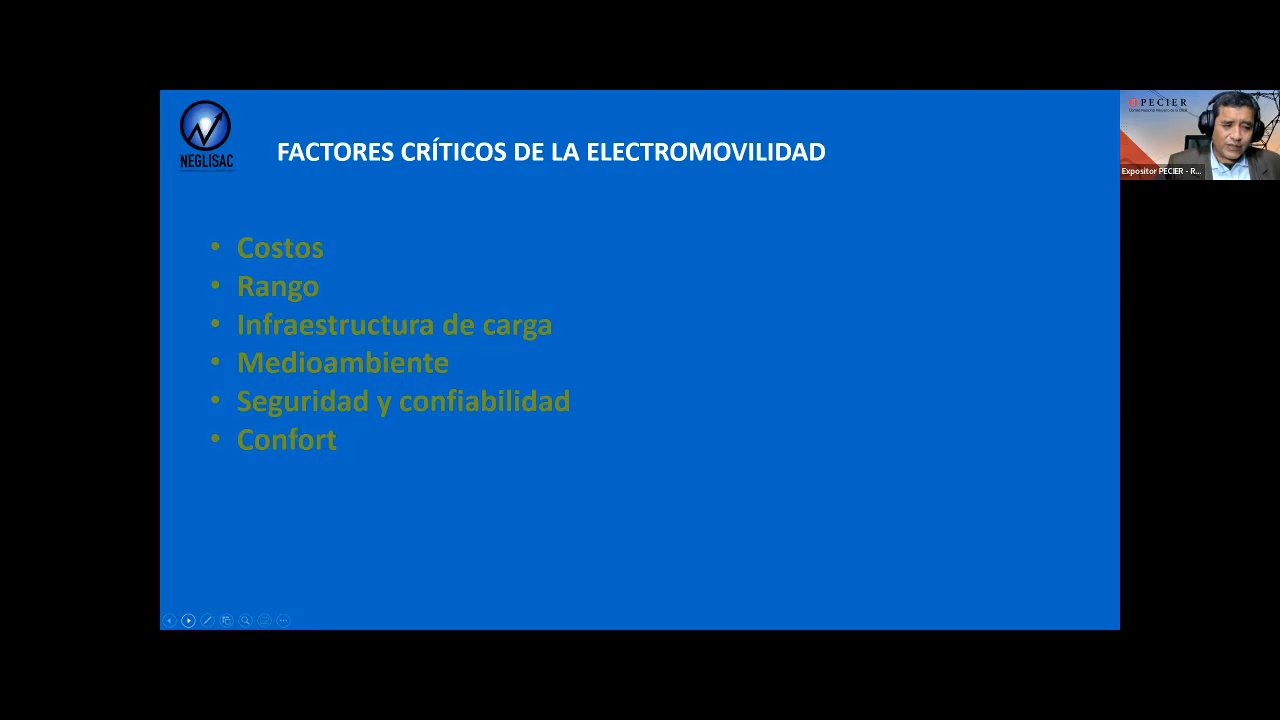 NEGLISAC
FACTORES CRÍTICOS DE LA ELECTROMOVILIDAD
• Costos
• Rango
• Infraestructura de carga
• Medioambiente
• Seguridad y confiabilidad
• Confort
PECIER
Expositor PECIER - R...